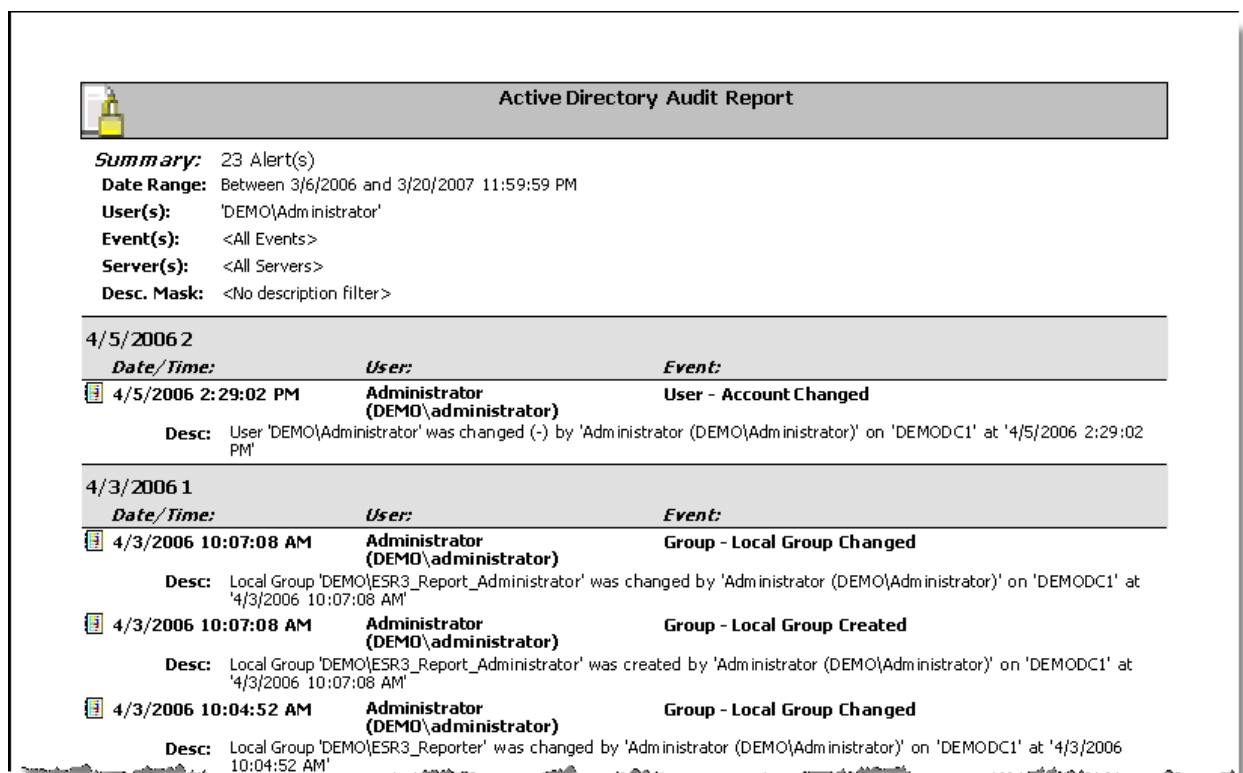 Active Directory Audit Report
Summary: 23 Alert(s)
Date Range: Between 3/6/2006 and 3/20/2007 11:59:59 PM
User(s): 'DEMO\Administrator'
Event(s): <All Events>
Server(s): <All Servers>
Desc. Mask: <No description filter>
4/5/2006 2
Date/Time: User: Event:
4/5/2006 2:29:02 PM Administrator User - Account Changed
(DEMO\administrator)
Desc: User 'DEMO\Administrator' was changed (-) by 'Administrator (DEMO\Administrator)' on 'DEMODC1' at '4/5/2006 2:29:02
PM'
4/3/2006 1
Date/Time: User: Event:
4/3/2006 10:07:08 AM Administrator Group - Local Group Changed
(DEMO\administrator)
Desc: Local Group 'DEMO\ESR3_Report_Administrator' was changed by 'Administrator (DEMO\Administrator)' on 'DEMODC1' at
'4/3/2006 10:07:08 AM'
4/3/2006 10:07:08 AM Administrator Group - Local Group Created
(DEMO\administrator)
Desc: Local Group 'DEMO\ESR3_Report_Administrator' was created by 'Administrator (DEMO\Administrator)' on 'DEMODC1' at
'4/3/2006 10:07:08 AM'
4/3/2006 10:04:52 AM Administrator Group - Local Group Changed
(DEMO\administrator)
Desc: Local Group 'DEMO\ESR3_Reporter' was changed by 'Administrator (DEMO\Administrator)' on 'DEMODC1' at '4/3/2006
10:04:52 AM'